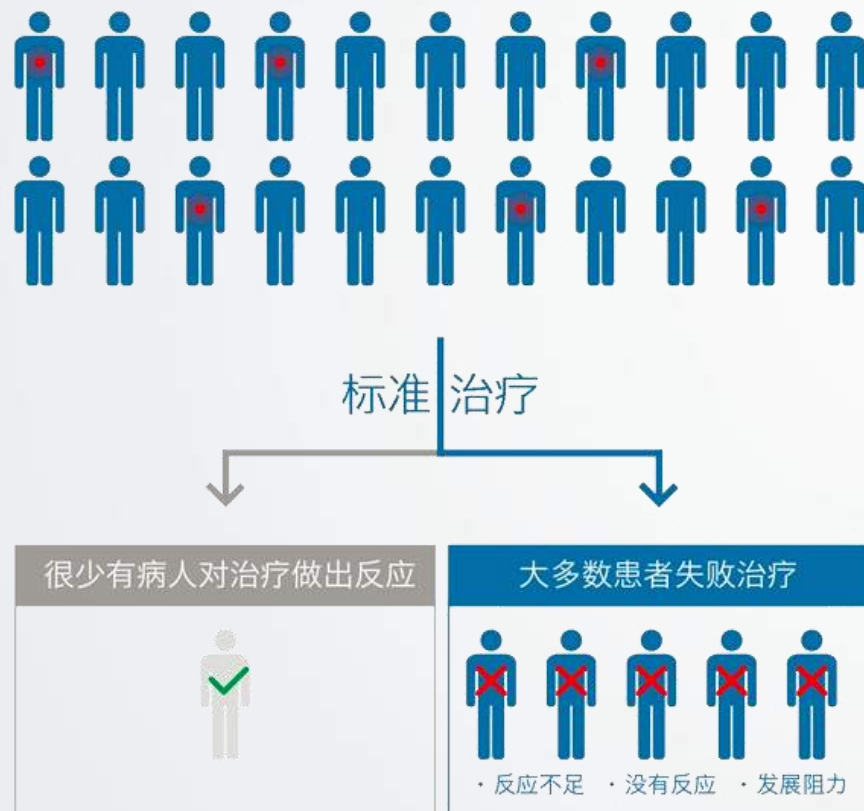 标准治疗
很少有病人对治疗做出反应
大多数患者失败治疗
· 反应不足 · 没有反应 · 发展阻力